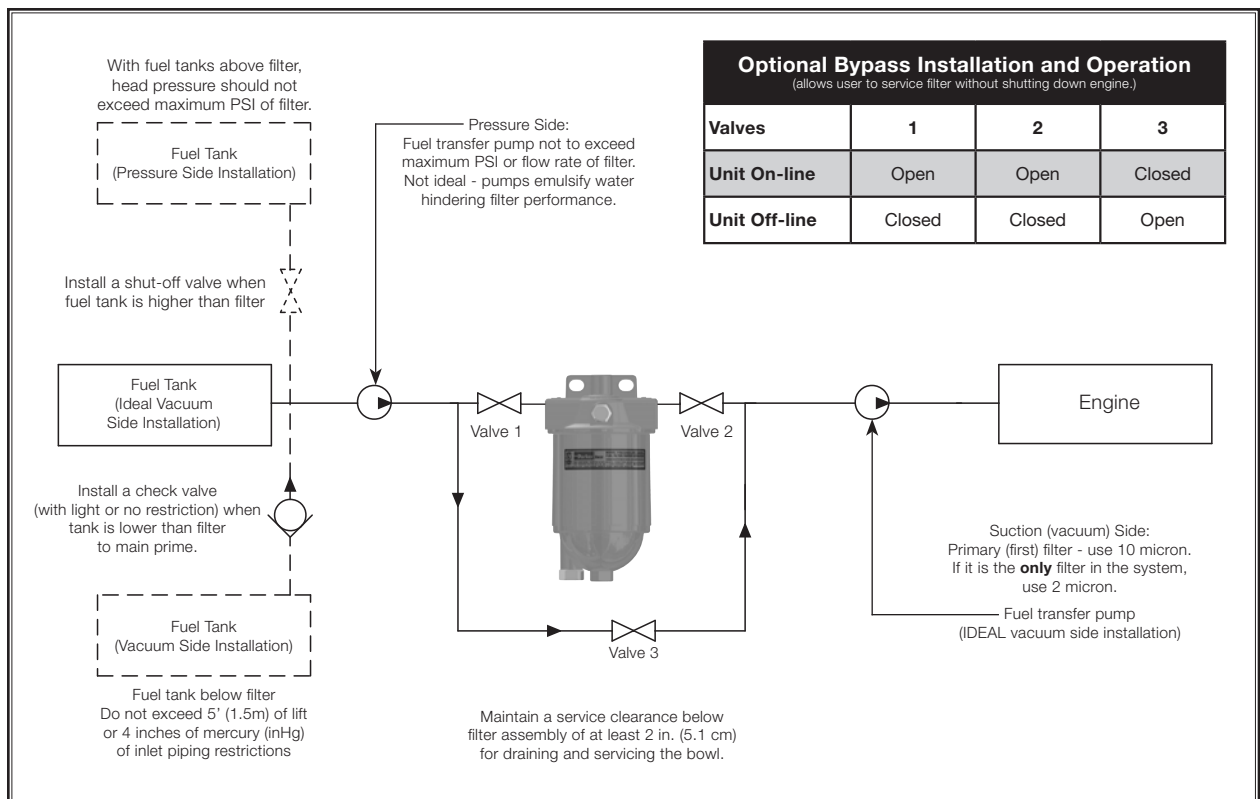 With fuel tanks above filter,
head pressure should not
exceed maximum PSI of filter.
Fuel Tank
(Pressure Side Installation)
Install a shut-off valve when
fuel tank is higher than filter
Fuel Tank
(Ideal Vacuum
Side Installation)
Install a check valve
(with light or no restriction) when
tank is lower than filter
to main prime.
Fuel Tank
(Vacuum Side Installation)
Fuel tank below filter
Do not exceed 5’ (1.5m) of lift
or 4 inches of mercury (inHg)
of inlet piping restrictions
Pressure Side:
Fuel transfer pump not to exceed
maximum PSI or flow rate of filter.
Not ideal - pumps emulsify water
hindering filter performance.
Valve 1
Valve 2
Valve 3
Maintain a service clearance below
filter assembly of at least 2 in. (5.1 cm)
for draining and servicing the bowl.
Optional Bypass Installation and Operation
(allows user to service filter without shutting down engine.)
Valves 1 2 3
Unit On-line Open Open Closed
Unit Off-line Closed Closed Open
Engine
Suction (vacuum) Side:
Primary (first) filter - use 10 micron.
If it is the only filter in the system,
use 2 micron.
Fuel transfer pump
(IDEAL vacuum side installation)